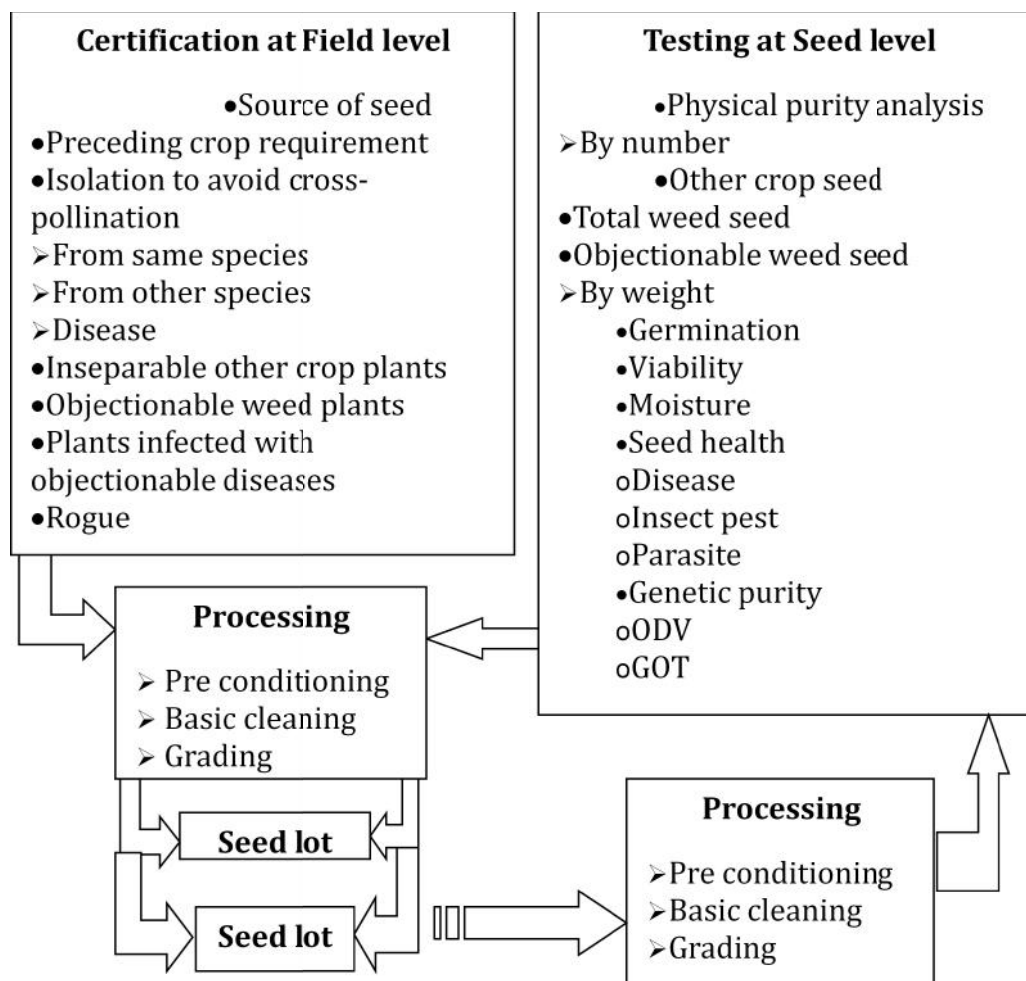 Certification at Field level
•Source of seed
•Preceding crop requirement
•Isolation to avoid cross-
pollination
➢From same species
➢From other species
➢Disease
•Inseparable other crop plants
•Objectionable weed plants
•Plants infected with
objectionable diseases
•Rogue
Testing at Seed level
•Physical purity analysis
➢By number
•Other crop seed
•Total weed seed
•Objectionable weed seed
➢By weight
•Germination
•Viability
•Moisture
•Seed health
oDisease
oInsect pest
oParasite
•Genetic purity
oODV
oGOT
Processing
➢ Pre conditioning
➢ Basic cleaning
➢ Grading
Seed lot
Seed lot
Processing
➢Pre conditioning
➢Basic cleaning
➢Grading